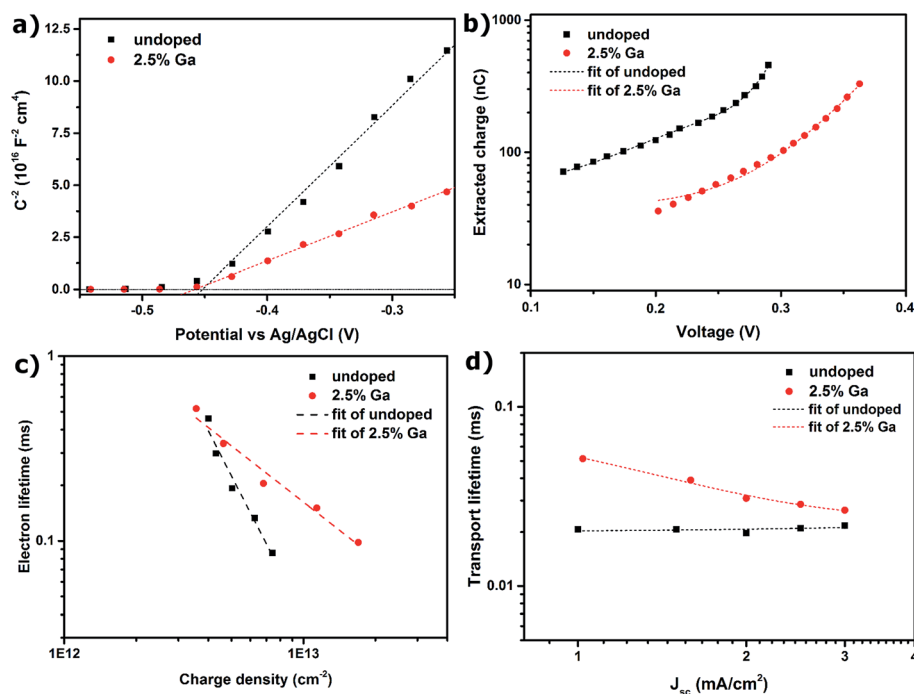 a)
12.5
10.0
7.5
5.0
2.5
0.0
C⁻² (10¹⁶ F⁻² cm⁴)
undoped
2.5% Ga
-0.5
-0.4
-0.3
Potential vs Ag/AgCl (V)
b)
1000
100
10
Extracted charge (nC)
undoped
2.5% Ga
fit of undoped
fit of 2.5% Ga
0.1
0.2
0.3
0.4
Voltage (V)
c)
1
0.1
Electron lifetime (ms)
undoped
2.5% Ga
fit of undoped
fit of 2.5% Ga
1E12
1E13
Charge density (cm⁻²)
d)
0.1
0.01
Transport lifetime (ms)
undoped
2.5% Ga
fit of undoped
fit of 2.5% Ga
1
2
3
4
Jsc (mA/cm²)